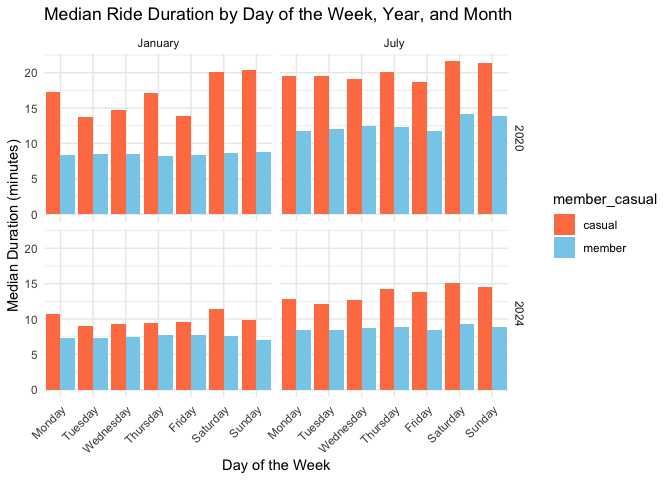 Median Ride Duration by Day of the Week, Year, and Month
January
July
20
15
10
5
0
2020
20
15
10
5
0
2024
Median Duration (minutes)
Monday
Tuesday
Wednesday
Thursday
Friday
Saturday
Sunday
Monday
Tuesday
Wednesday
Thursday
Friday
Saturday
Sunday
Day of the Week
member_casual
casual
member